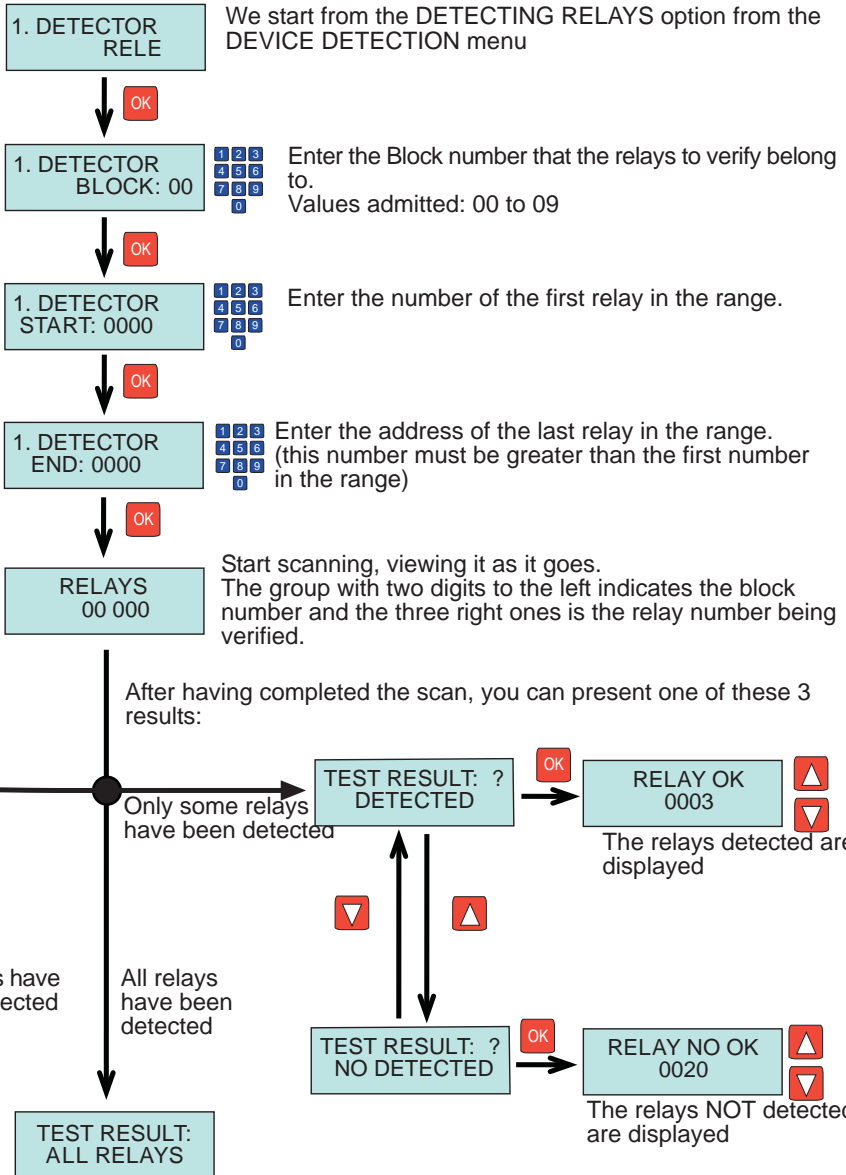 1. DETECTOR
RELE
We start from the DETECTING RELAYS option from the
DEVICE DETECTION menu
OK
1. DETECTOR
BLOCK: 00
1 2 3
4 5 6
7 8 9
0
Enter the Block number that the relays to verify belong
to.
Values admitted: 00 to 09
OK
1. DETECTOR
START: 0000
1 2 3
4 5 6
7 8 9
0
Enter the number of the first relay in the range.
OK
1. DETECTOR
END: 0000
1 2 3
4 5 6
7 8 9
0
Enter the address of the last relay in the range.
(this number must be greater than the first number
in the range)
OK
RELAYS
00 000
Start scanning, viewing it as it goes.
The group with two digits to the left indicates the block
number and the three right ones is the relay number being
verified.
After having completed the scan, you can present one of these 3
results:
Only some relays
have been detected
TEST RESULT: ?
DETECTED
OK
RELAY OK
0003
The relays detected are
displayed
s have
ected
All relays
have been
detected
TEST RESULT: ?
NO DETECTED
OK
RELAY NO OK
0020
The relays NOT detected
are displayed
TEST RESULT:
ALL RELAYS